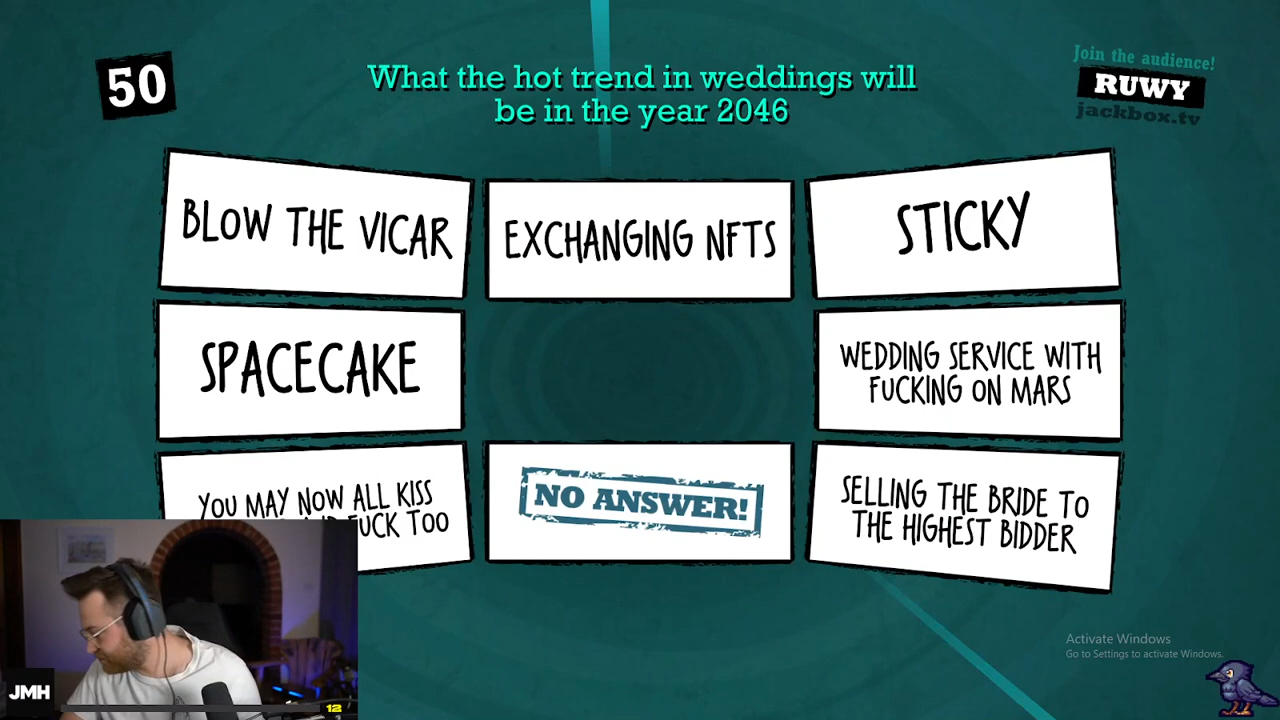 50
What the hot trend in weddings will
be in the year 2046
Join the audience!
RUWY
jackbox.tv
BLOW THE VICAR
EXCHANGING NFTS
STICKY
SPACECAKE
WEDDING SERVICE WITH
FUCKING ON MARS
YOU MAY NOW ALL KISS
FUCK TOO
NO ANSWER!
SELLING THE BRIDE TO
THE HIGHEST BIDDER
Activate Windows
Go to Settings to activate Windows.
JMH
12